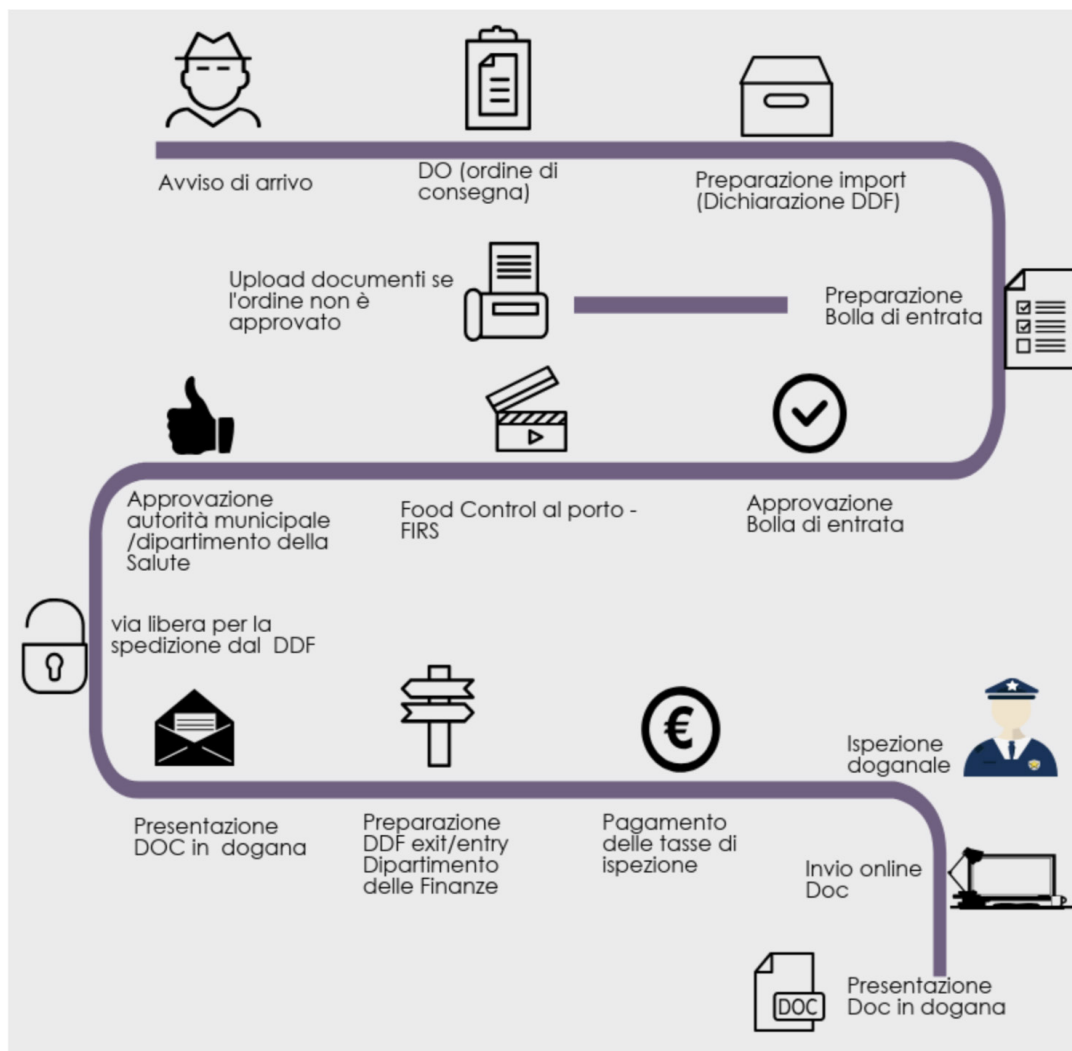 Avviso di arrivo
DO (ordine di
consegna)
Preparazione import
(Dichiarazione DDF)
Upload documenti se
l'ordine non è
approvato
Preparazione
Bolla di entrata
Approvazione
autorità municipale
/dipartimento della
Salute
Food Control al porto -
FIRS
Approvazione
Bolla di entrata
via libera per la
spedizione dal DDF
€
Ispezione
doganale
Presentazione
DOC in dogana
Preparazione
DDF exit/entry
Dipartimento
delle Finanze
Pagamento
delle tasse di
ispezione
Invio online
Doc
DOC
Presentazione
Doc in dogana